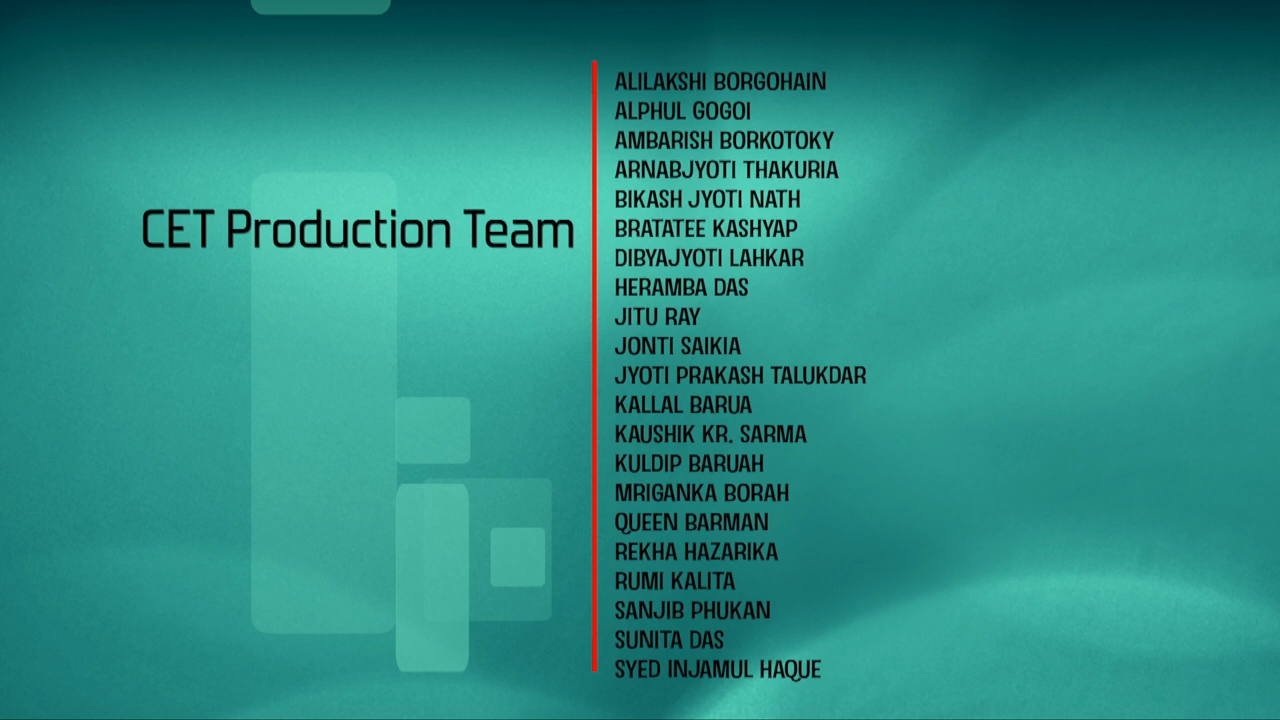 CET Production Team
ALILAKSHI BORGOHAIN
ALPHUL GOGOI
AMBARISH BORKOTOKY
ARNABJYOTI THAKURIA
BIKASH JYOTI NATH
BRATATEE KASHYAP
DIBYAJYOTI LAHKAR
HERAMBA DAS
JITU RAY
JONTI SAIKIA
JYOTI PRAKASH TALUKDAR
KALLAL BARUA
KAUSHIK KR. SARMA
KULDIP BARUAH
MRIGANKA BORAH
QUEEN BARMAN
REKHA HAZARIKA
RUMI KALITA
SANJIB PHUKAN
SUNITA DAS
SYED INJAMUL HAQUE